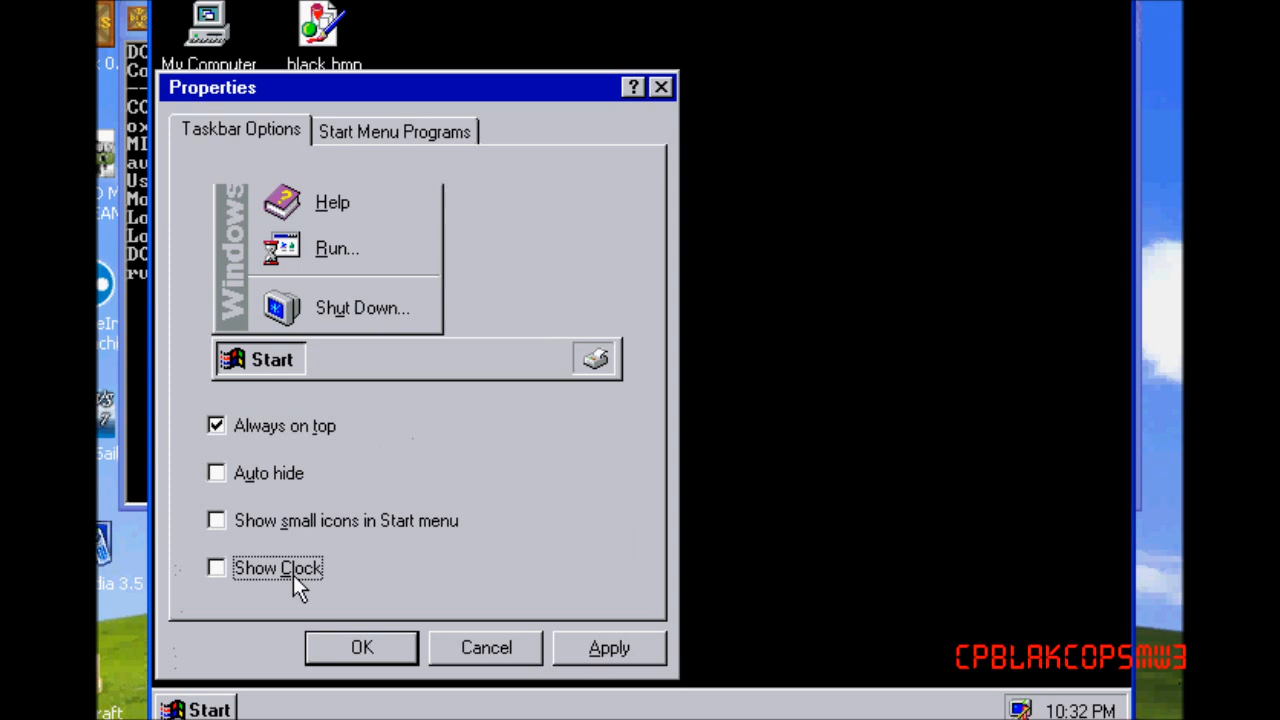 My Computer
black.bmp
Properties
Taskbar Options
Start Menu Programs
Windows
Help
Run...
Shut Down...
Start
Always on top
Auto hide
Show small icons in Start menu
Show Clock
OK
Cancel
Apply
CPBLAKCOPSMW3
Start
10:32 PM